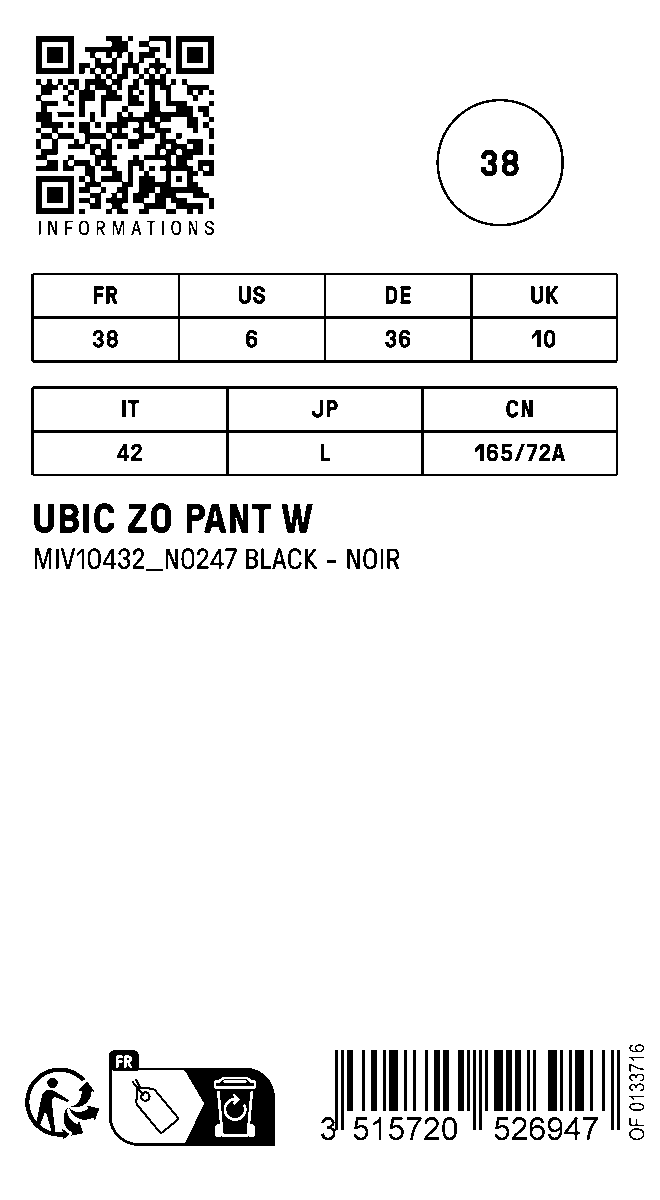 INFORMATIONS
38
FR US DE UK
38 6 36 10
IT JP CN
42 L 165/72A
UBIC ZO PANT W
MIV10432_N0247 BLACK - NOIR
FR
3 515720 526947
OF 0133716